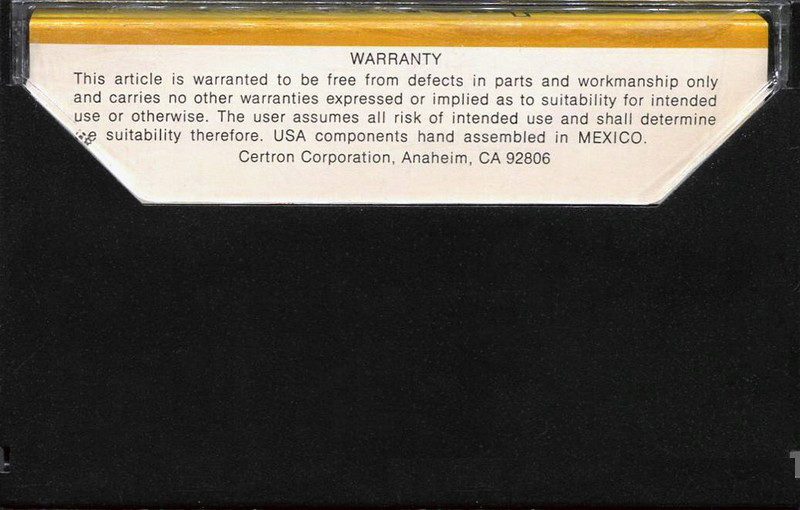 WARRANTY
This article is warranted to be free from defects in parts and workmanship only
and carries no other warranties expressed or implied as to suitability for intended
use or otherwise. The user assumes all risk of intended use and shall determine
suitability therefore. USA components hand assembled in MEXICO.
Certron Corporation, Anaheim, CA 92806